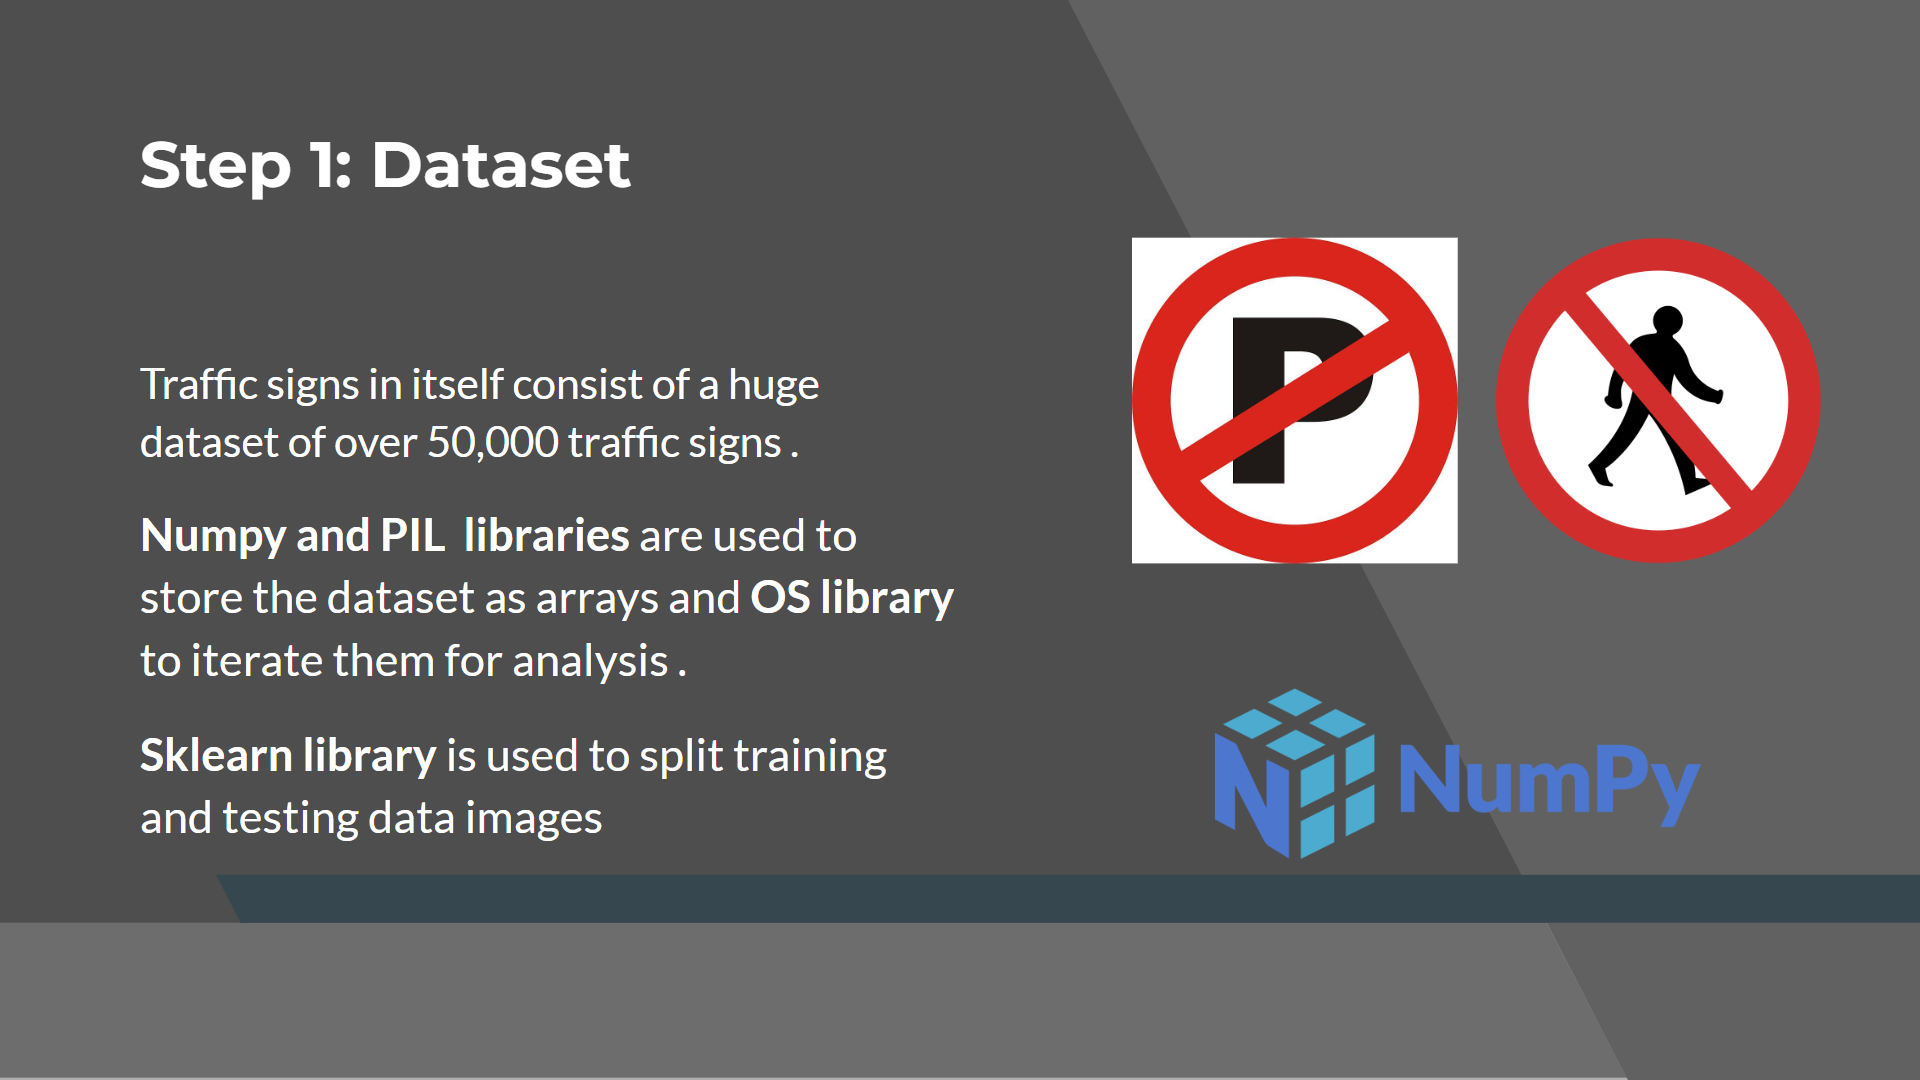 Step 1: Dataset
Traffic signs in itself consist of a huge
dataset of over 50,000 traffic signs .
Numpy and PIL  libraries are used to
store the dataset as arrays and OS library
to iterate them for analysis .
Sklearn library is used to split training
and testing data images
P
NumPy